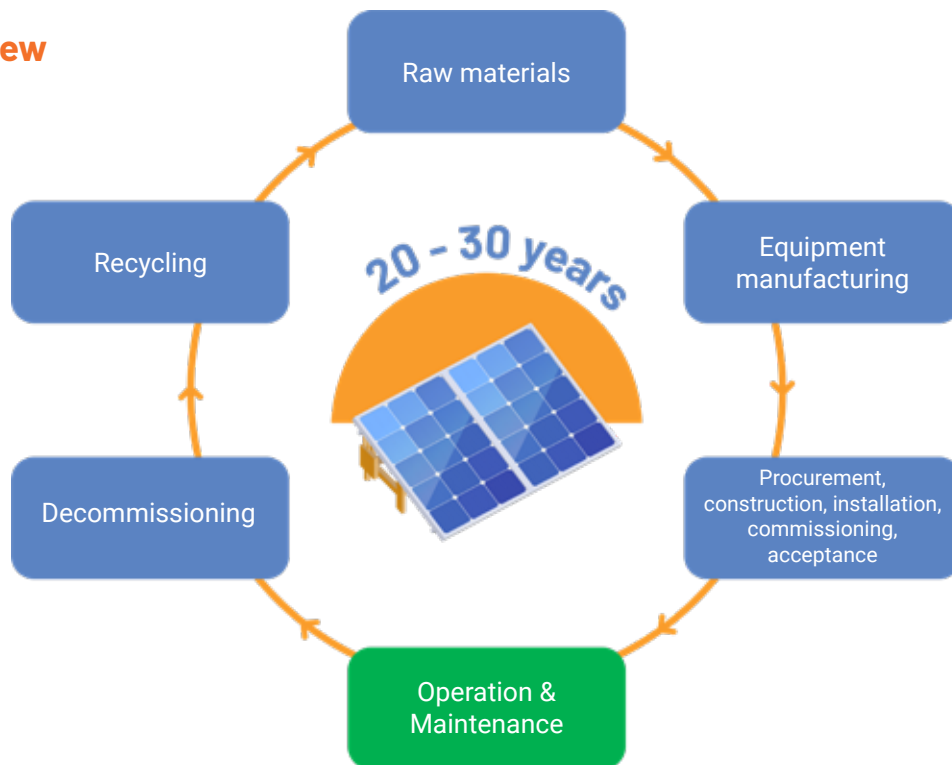 ew
Raw materials
Equipment
manufacturing
Procurement,
construction, installation,
commissioning,
acceptance
Operation &
Maintenance
Decommissioning
Recycling
20 - 30 years